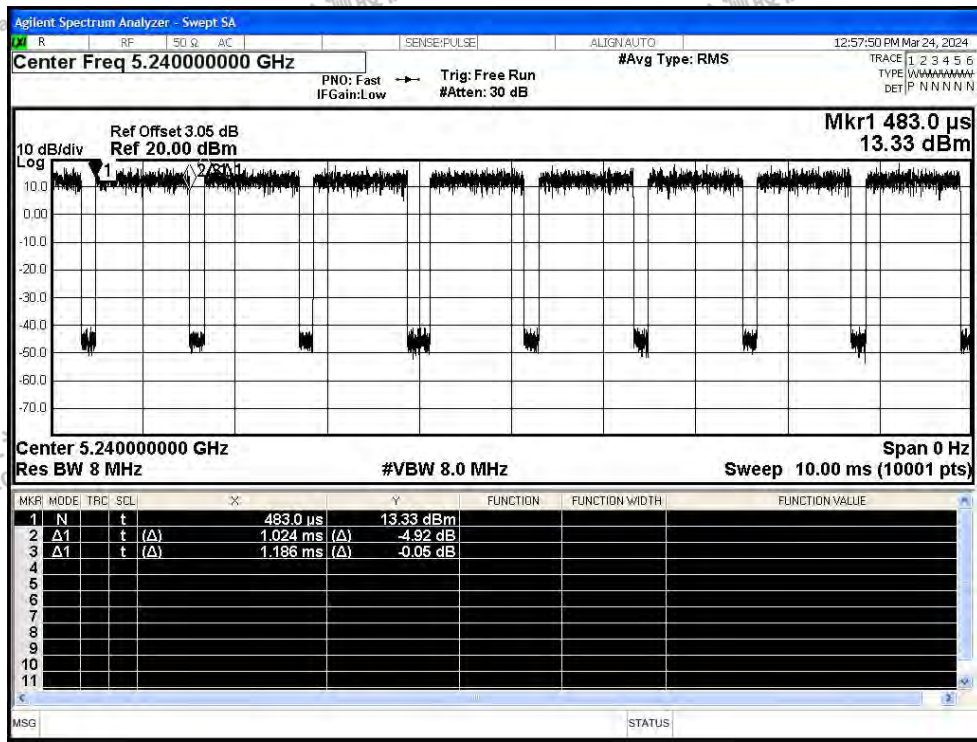 Agilent Spectrum Analyzer - Swept SA
LXI R RF 50 Ω AC SENSE:PULSE ALIGN AUTO 12:57:50 PM Mar 24, 2024
Center Freq 5.240000000 GHz #Avg Type: RMS TRACE 1 2 3 4 5 6
PNO: Fast Trig: Free Run TYPE WWWWWW
IFGain:Low #Atten: 30 dB DET P N N N N N
Mkr1 483.0 µs
Ref Offset 3.05 dB
10 dB/div Ref 20.00 dBm 13.33 dBm
Log
10.0
0.00
-10.0
-20.0
-30.0
-40.0
-50.0
-60.0
-70.0
Center 5.240000000 GHz Span 0 Hz
Res BW 8 MHz #VBW 8.0 MHz Sweep 10.00 ms (10001 pts)
MKR MODE TRC SCL X Y FUNCTION FUNCTION WIDTH FUNCTION VALUE
1 N t 483.0 µs 13.33 dBm
2 Δ1 t (Δ) 1.024 ms (Δ) -4.92 dB
3 Δ1 t (Δ) 1.186 ms (Δ) -0.05 dB
4
5
6
7
8
9
10
11
MSG STATUS